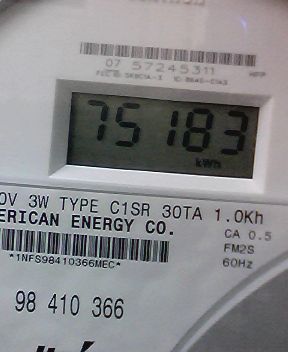 07 57245311
75183
kWh
0V 3W TYPE C1SR 30TA 1.0Kh
ERICAN ENERGY CO.
CA 0.5
FM2S
60Hz
*1NFS98410366MEC*
98 410 366